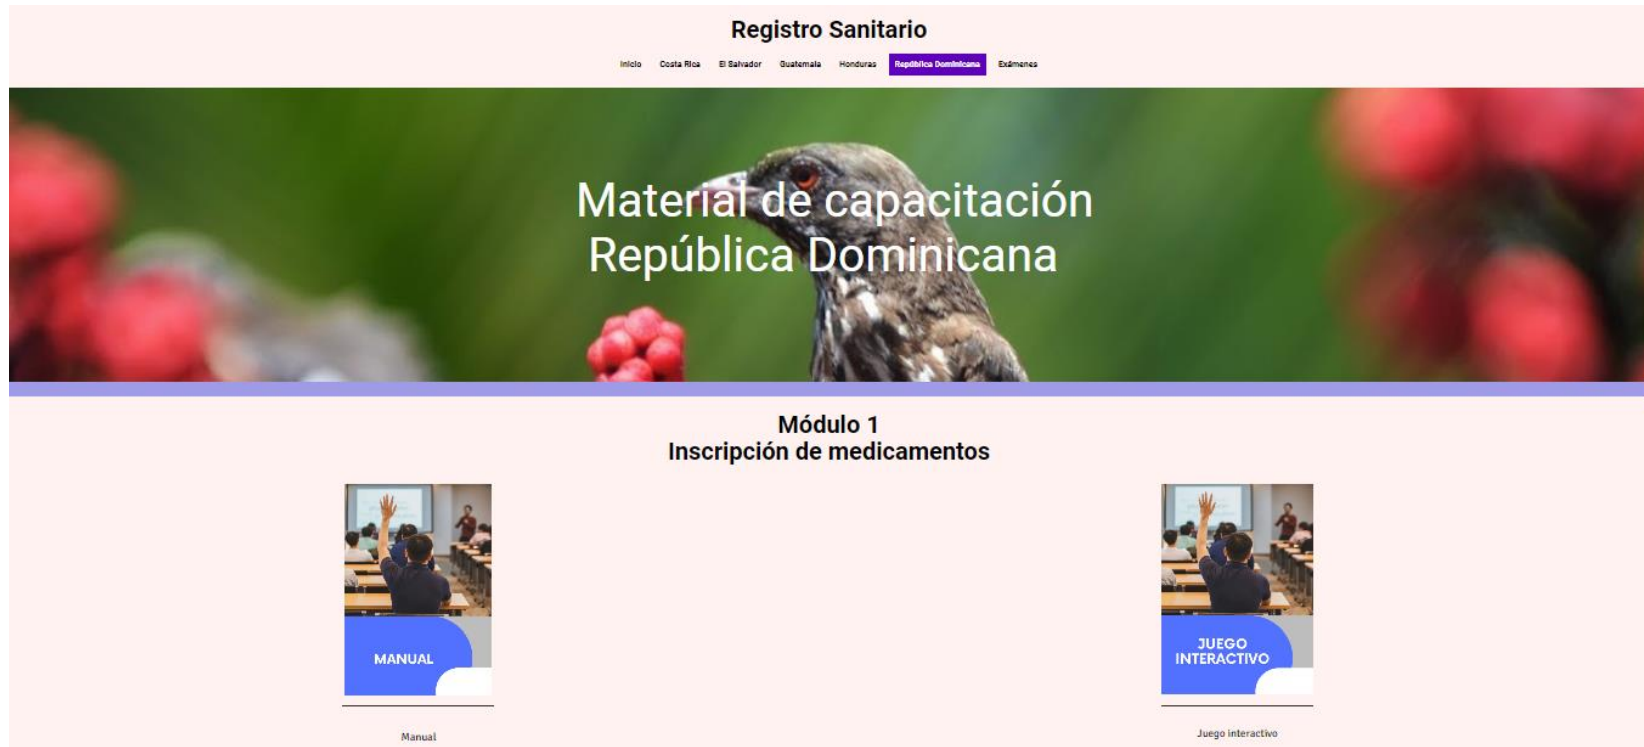 Registro Sanitario
Inicio Costa Rica El Salvador Guatemala Honduras República Dominicana Exámenes
Material de capacitación
República Dominicana
Módulo 1
Inscripción de medicamentos
MANUAL
Manual
JUEGO
INTERACTIVO
Juego interactivo